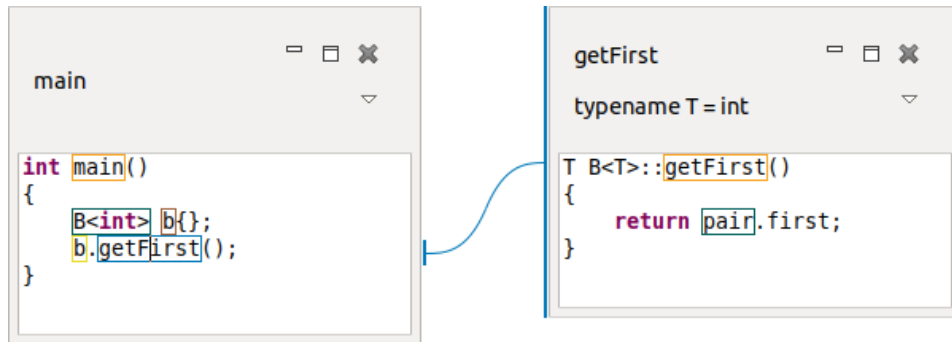 main
int main()
{
    B<int> b{};
    b.getFirst();
}
getFirst
typename T = int
T B<T>::getFirst()
{
    return pair.first;
}